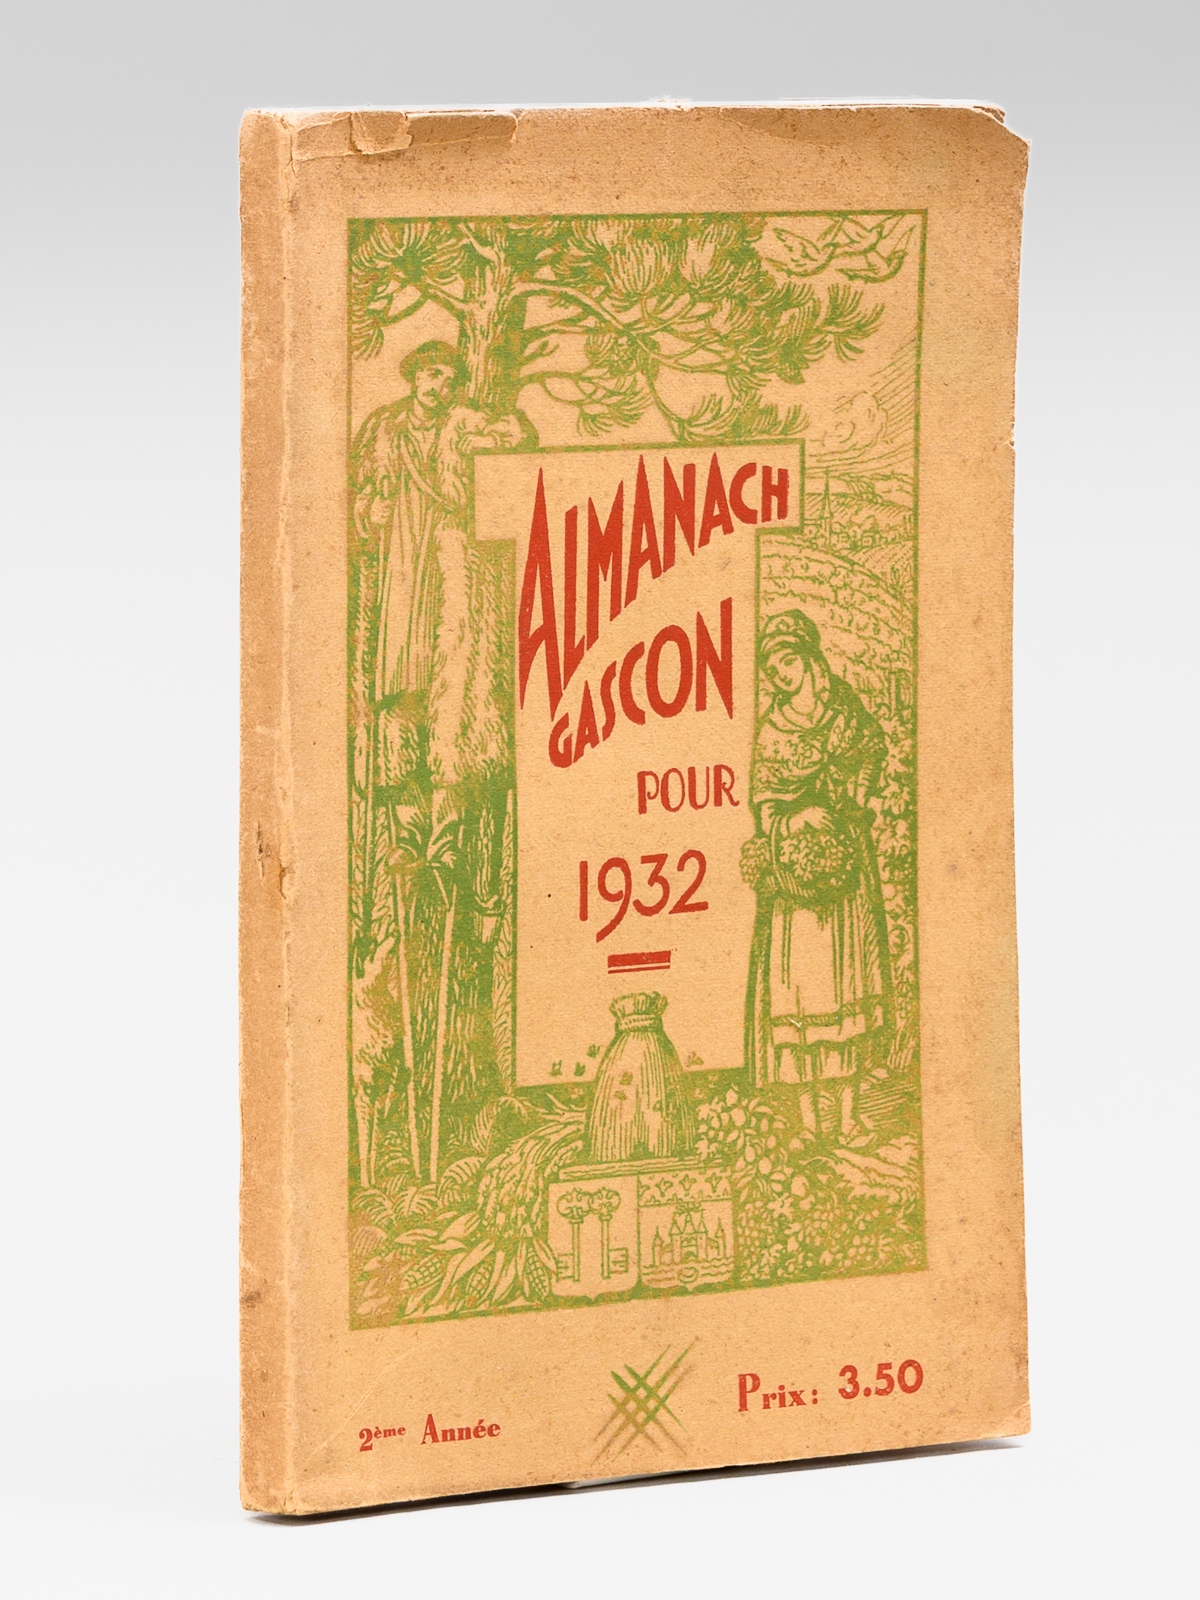 ALMANACH
GASCON
POUR
1932
2ème Année
Prix: 3.50